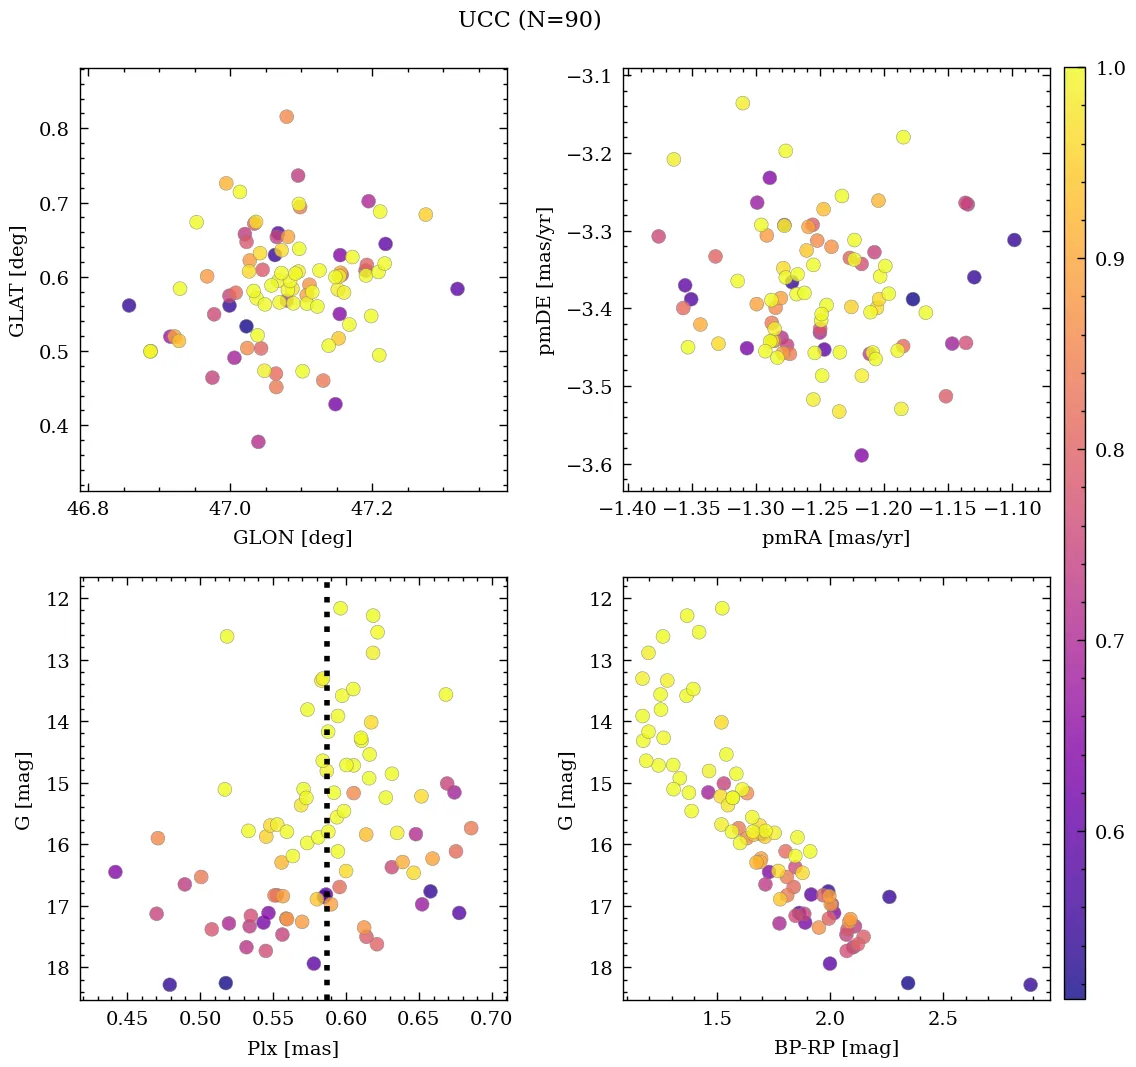 UCC (N=90)
0.8
0.7
0.6
0.5
0.4
GLAT [deg]
46.8 47.0 47.2
GLON [deg]
−3.1
−3.2
−3.3
−3.4
−3.5
−3.6
pmDE [mas/yr]
−1.40 −1.35 −1.30 −1.25 −1.20 −1.15 −1.10
pmRA [mas/yr]
1.0
0.9
0.8
0.7
0.6
12
13
14
15
16
17
18
G [mag]
0.45 0.50 0.55 0.60 0.65 0.70
Plx [mas]
12
13
14
15
16
17
18
G [mag]
1.5 2.0 2.5
BP-RP [mag]